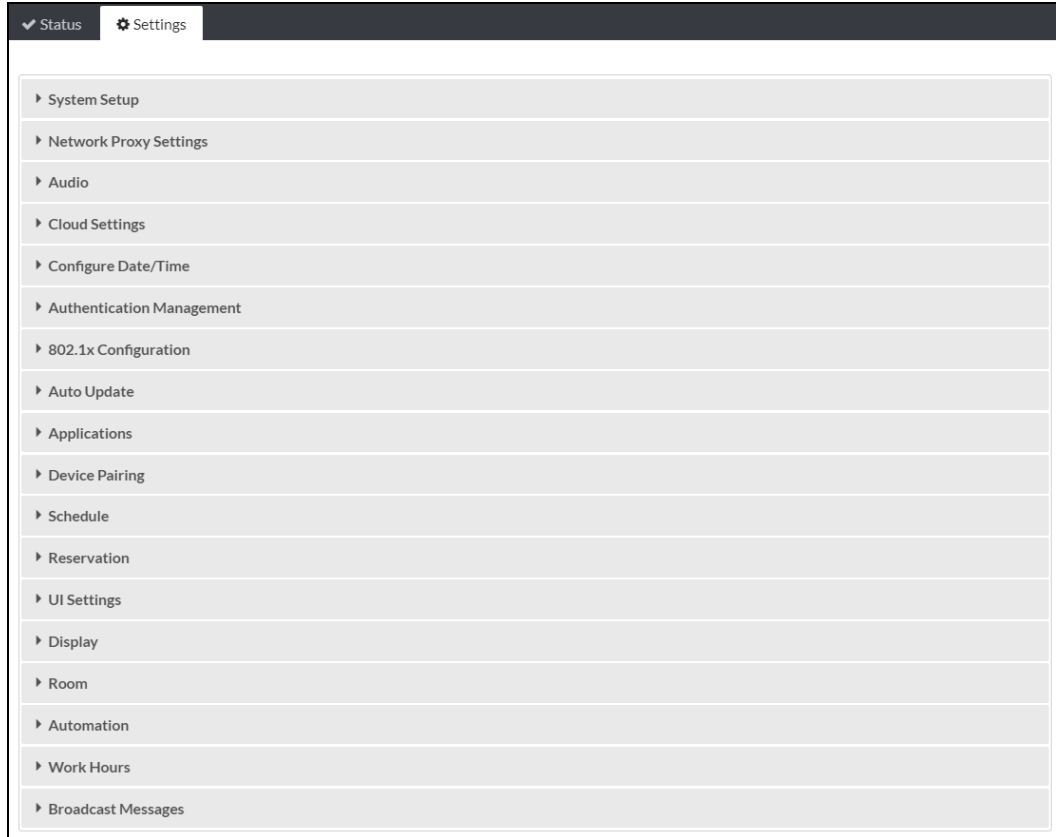 Status Settings
System Setup
Network Proxy Settings
Audio
Cloud Settings
Configure Date/Time
Authentication Management
802.1x Configuration
Auto Update
Applications
Device Pairing
Schedule
Reservation
UI Settings
Display
Room
Automation
Work Hours
Broadcast Messages